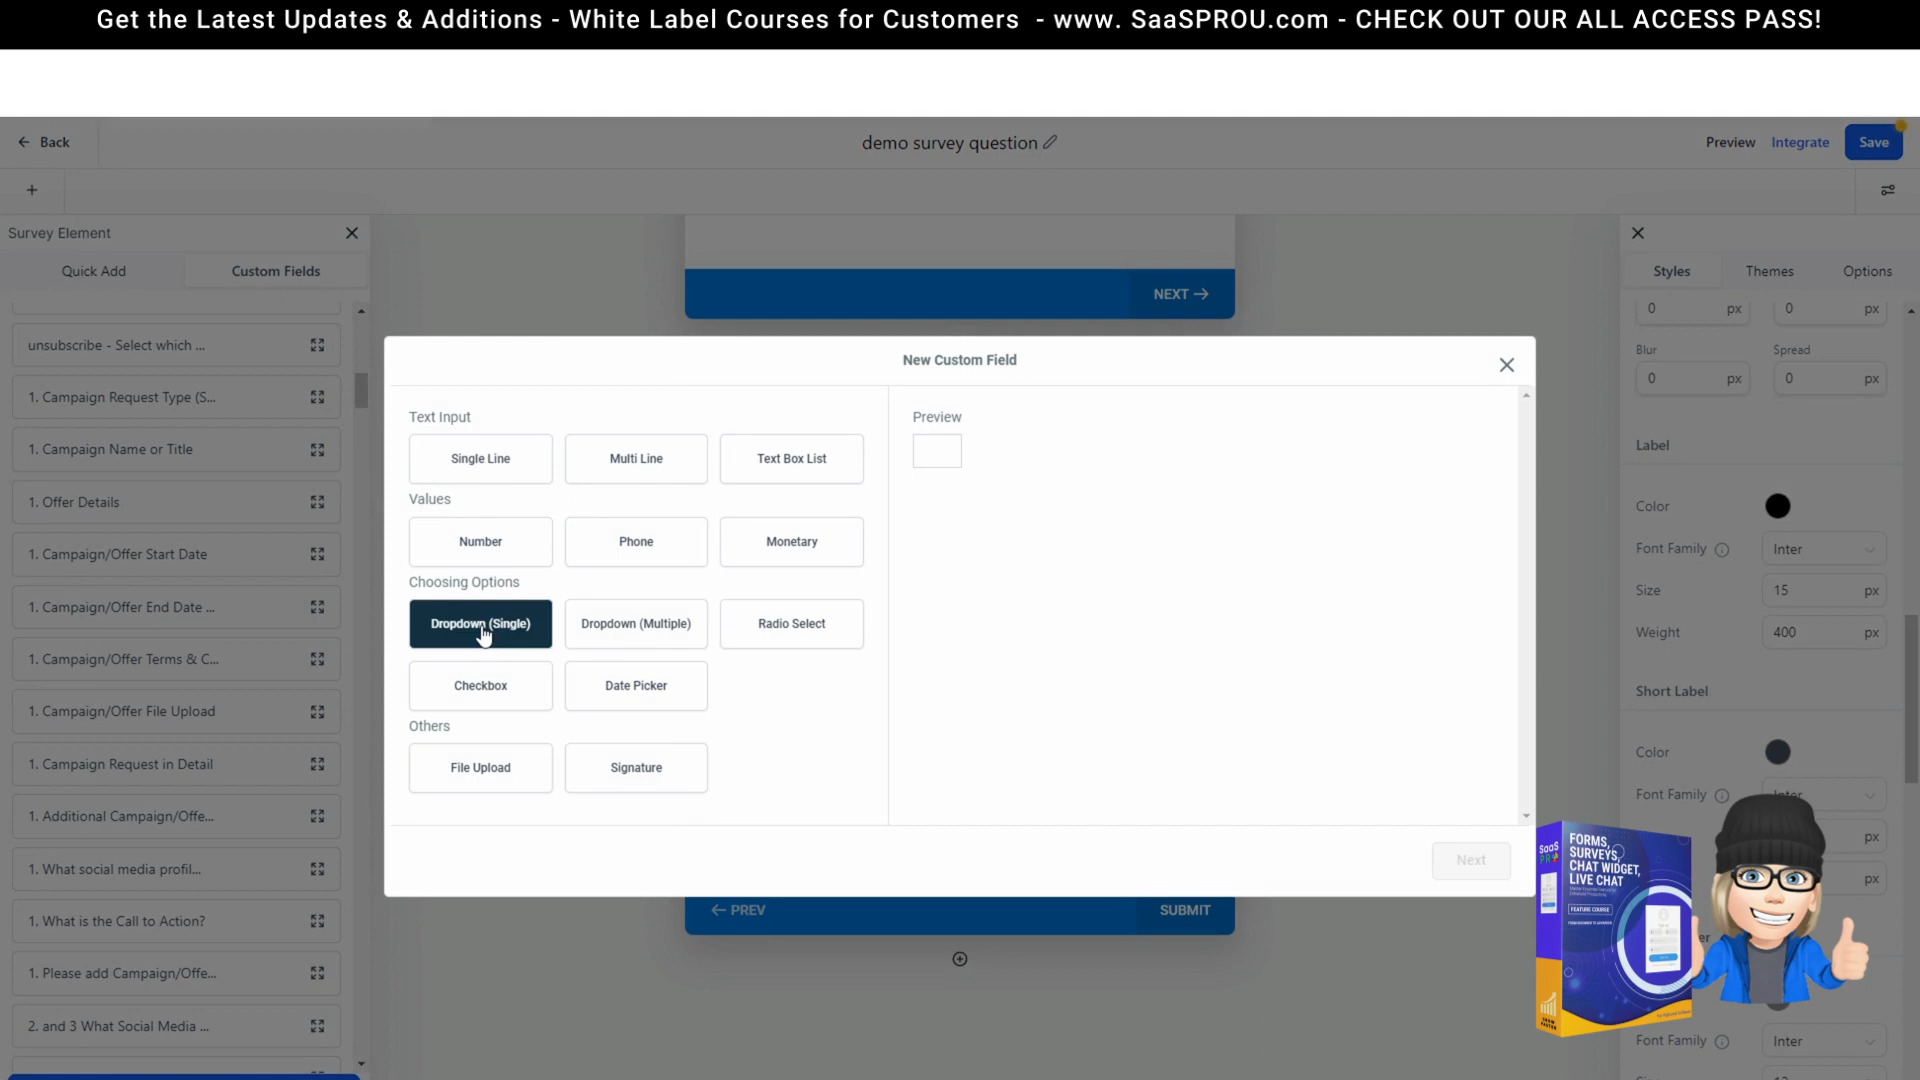 Get the Latest Updates & Additions - White Label Courses for Customers - www. SaaSPROU.com - CHECK OUT OUR ALL ACCESS PASS!
Back
demo survey question
Preview
Integrate
Save
Survey Element
Quick Add
Custom Fields
unsubscribe - Select which ...
1. Campaign Request Type (S...
1. Campaign Name or Title
1. Offer Details
1. Campaign/Offer Start Date
1. Campaign/Offer End Date ...
1. Campaign/Offer Terms & C...
1. Campaign/Offer File Upload
1. Campaign Request in Detail
1. Additional Campaign/Offe...
1. What social media profil...
1. What is the Call to Action?
1. Please add Campaign/Offe...
2. and 3 What Social Media ...
NEXT
New Custom Field
Text Input
Single Line
Multi Line
Text Box List
Values
Number
Phone
Monetary
Choosing Options
Dropdown (Single)
Dropdown (Multiple)
Radio Select
Checkbox
Date Picker
Others
File Upload
Signature
Preview
Next
PREV
SUBMIT
Styles
Themes
Options
0 px
0 px
Blur
Spread
0 px
0 px
Label
Color
Font Family
Inter
Size
15 px
Weight
400 px
Short Label
Color
Font Family
Inter
px
px
Font Family
Inter
SaaS
PR
FORMS,
SURVEYS,
CHAT WIDGET,
LIVE CHAT
FEATURE COURSE